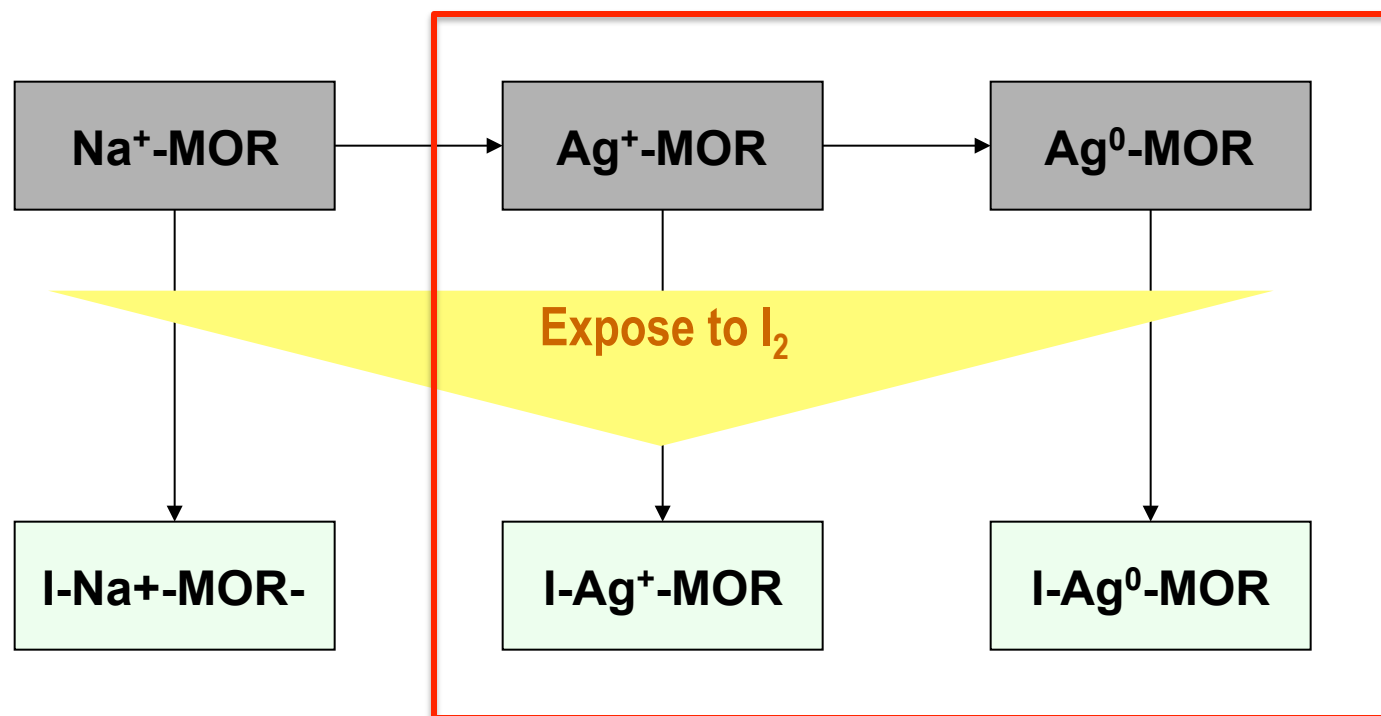 Na⁺-MOR
Ag⁺-MOR
Ag⁰-MOR
Expose to I₂
I-Na+-MOR-
I-Ag⁺-MOR
I-Ag⁰-MOR